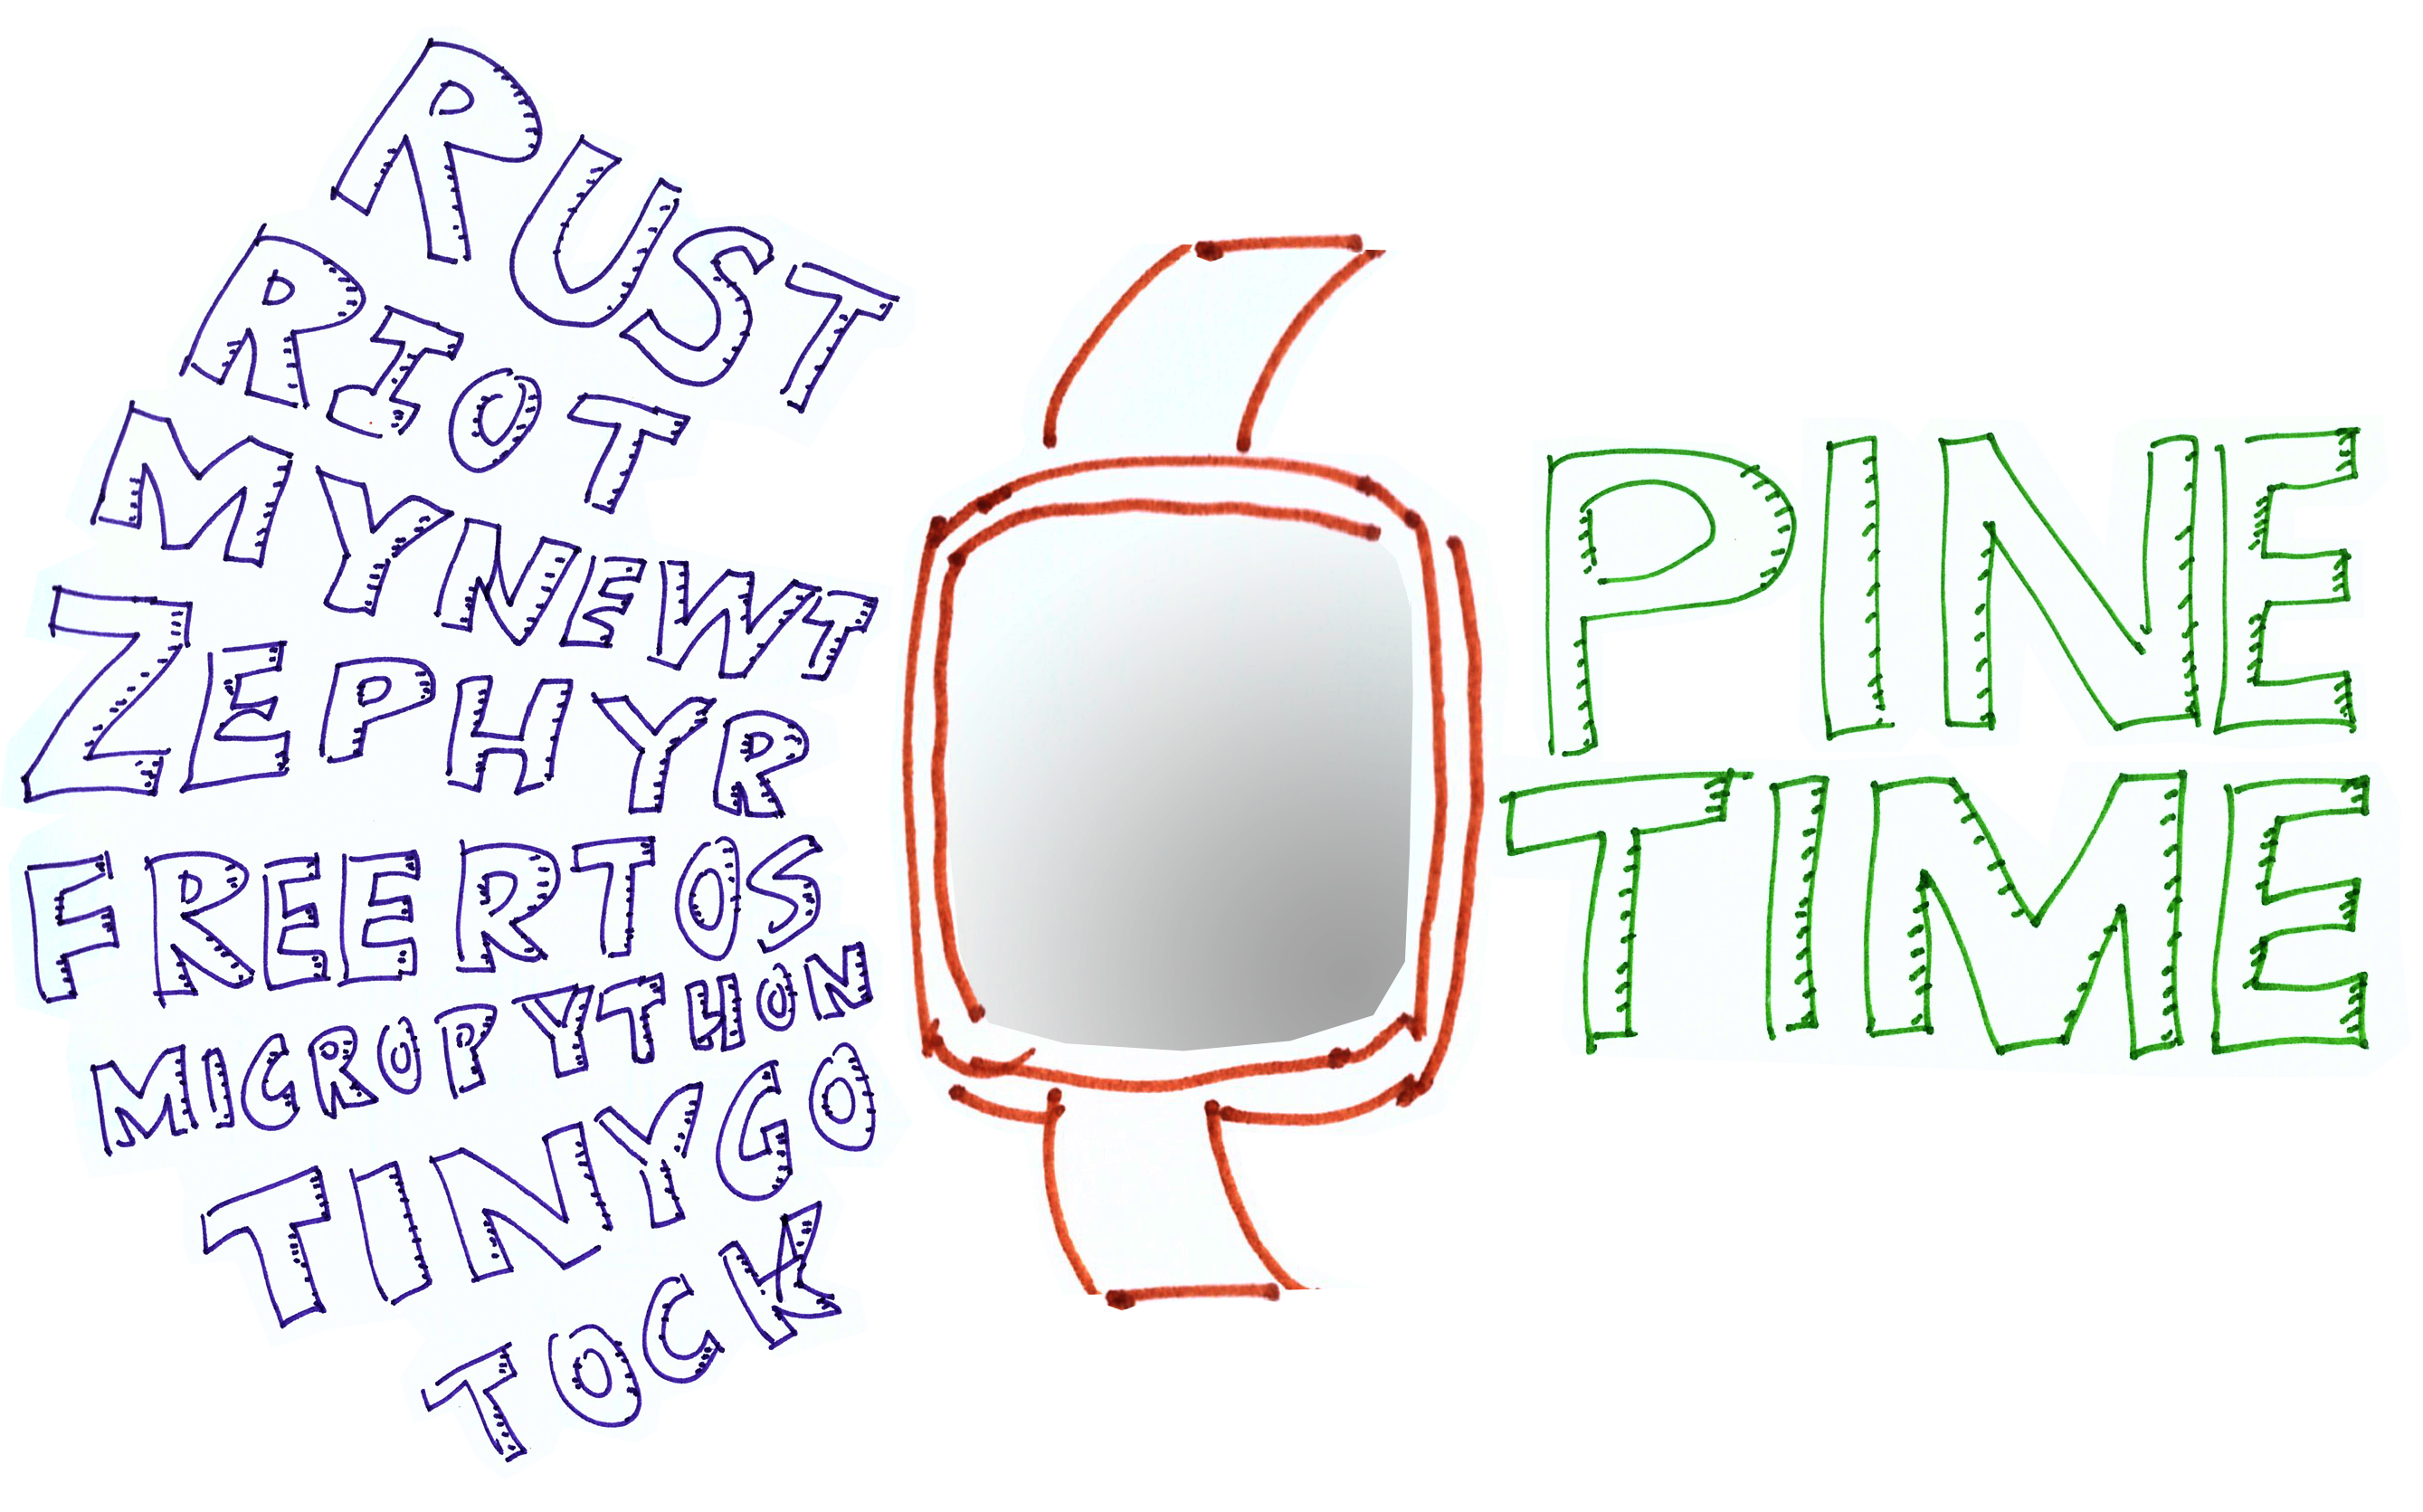 RUST
RIOT
MYNEWT
ZEPHYR
FREERTOS
MICROPYTHON
TINYGO
TOCK
PINE
TIME